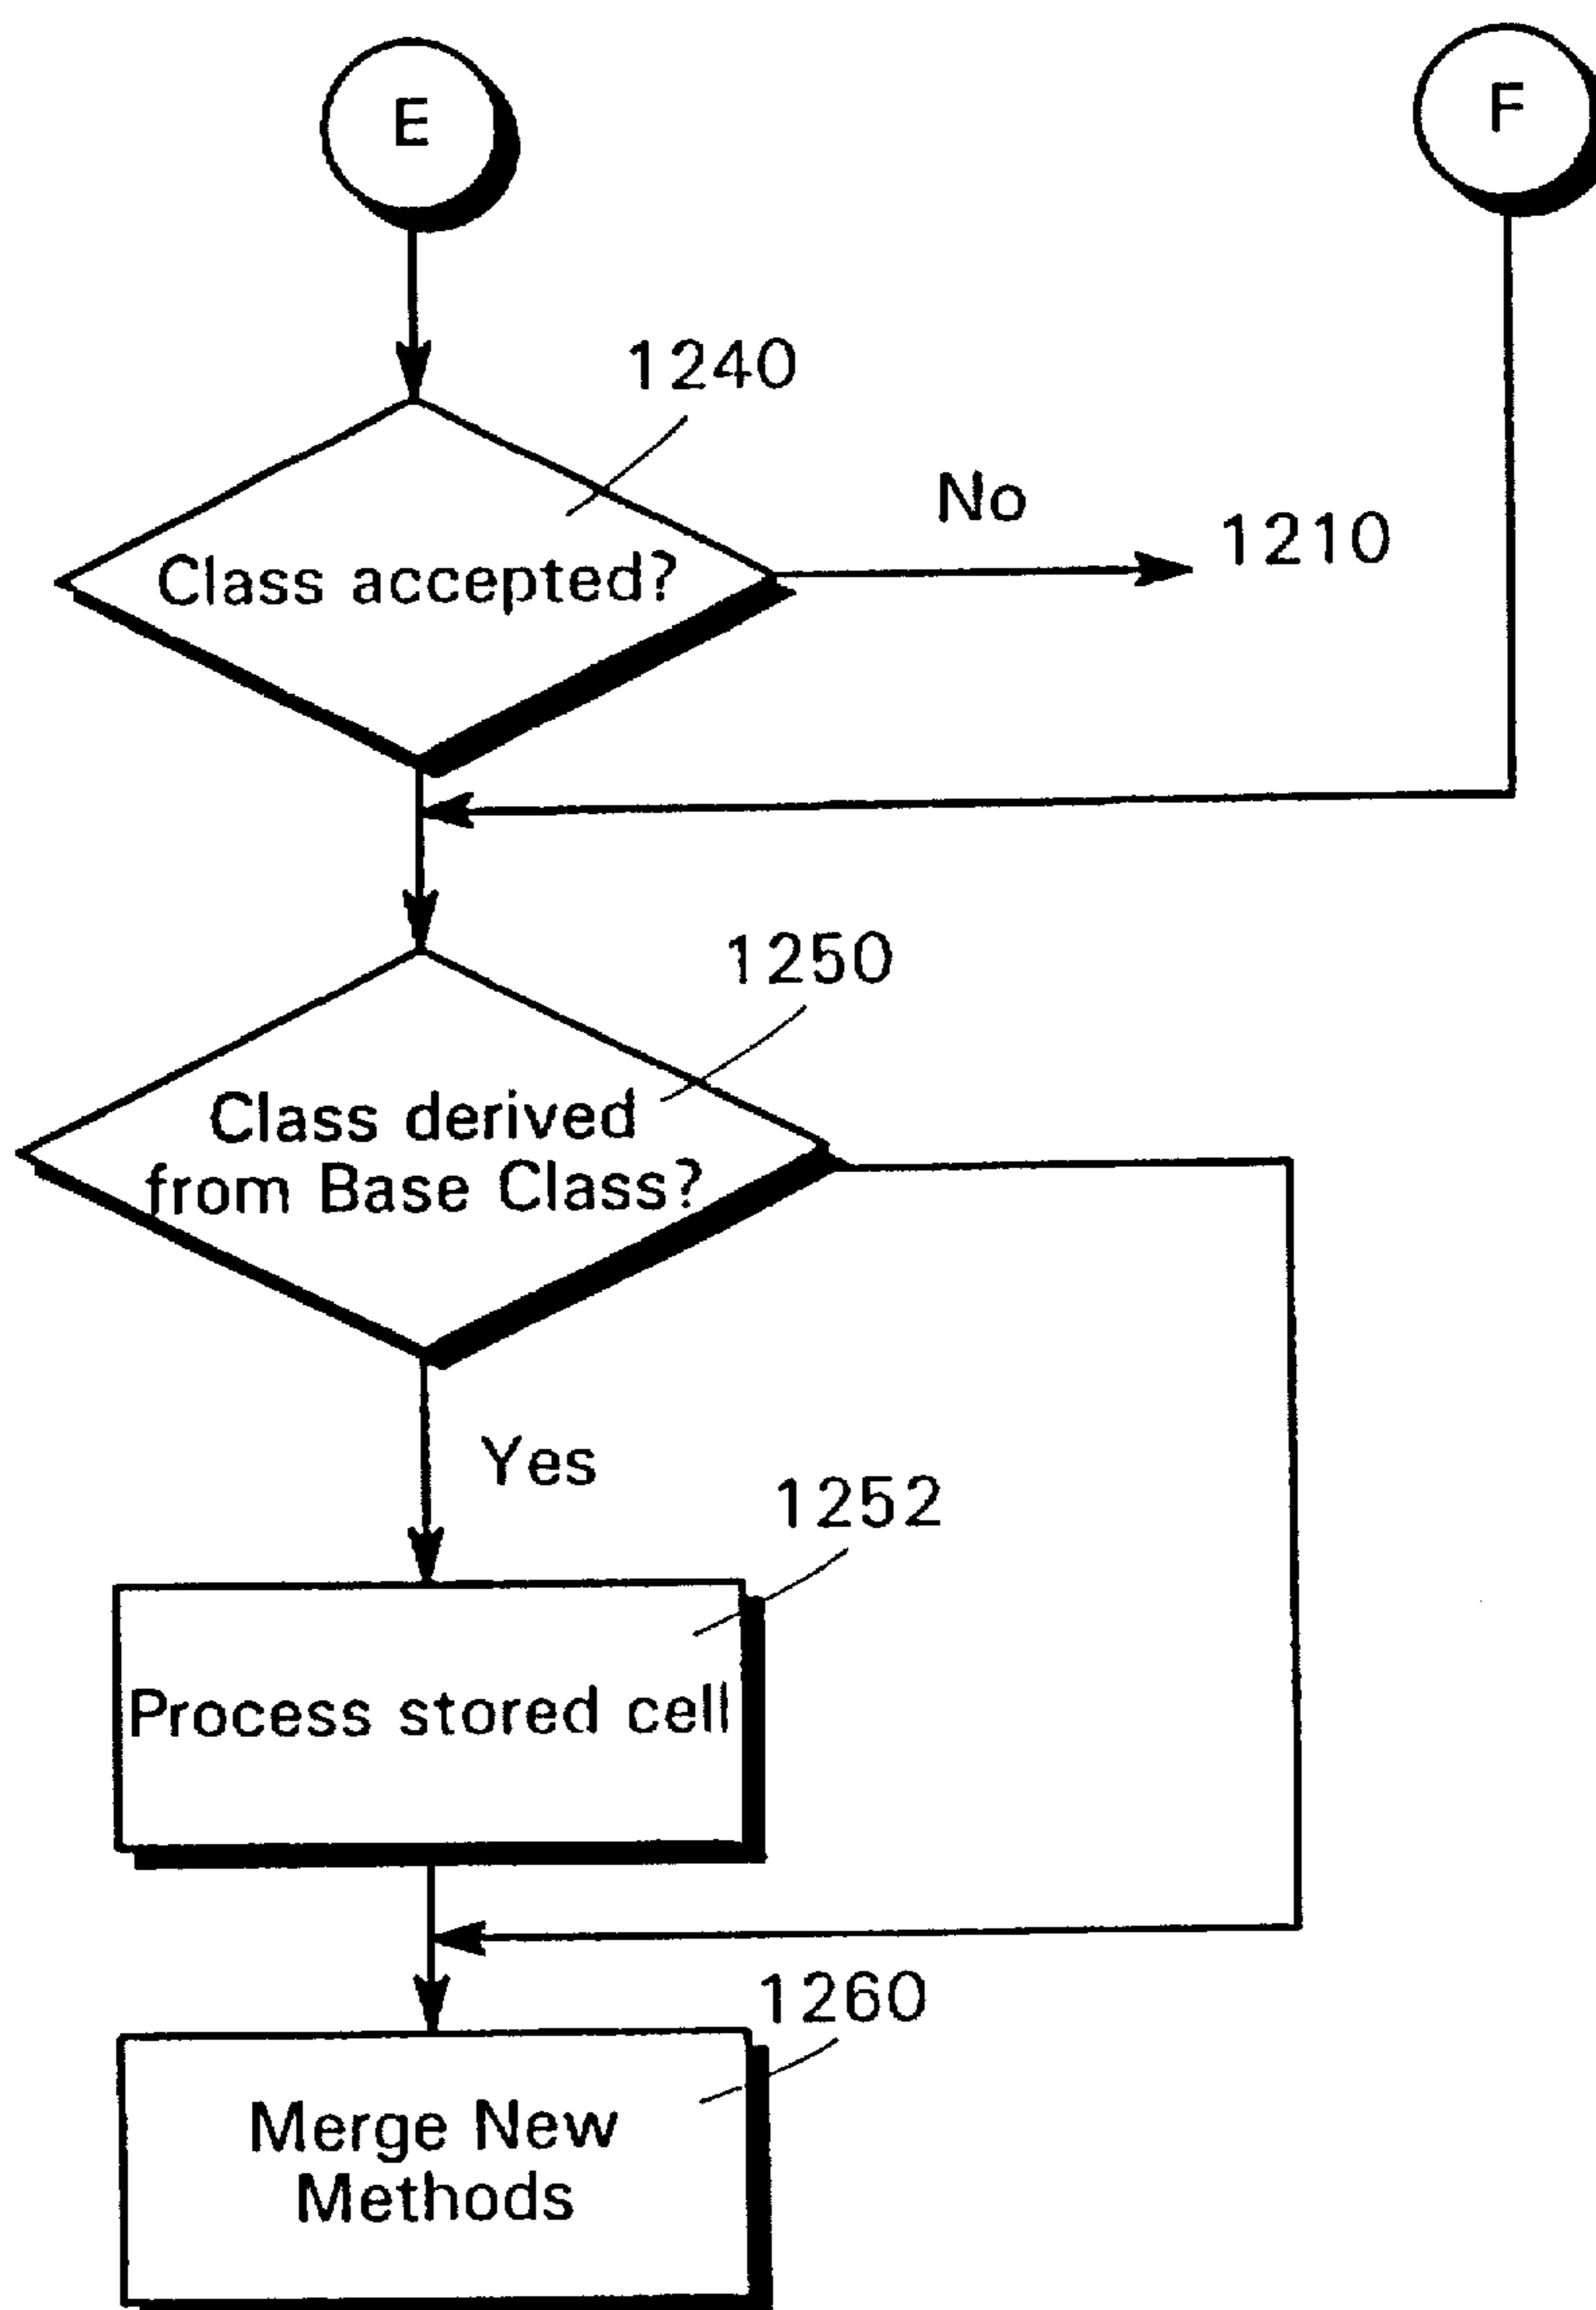 E
F
1240
No
1210
Class accepted?
1250
Class derived
from Base Class?
Yes
1252
Process stored cell
1260
Merge New
Methods